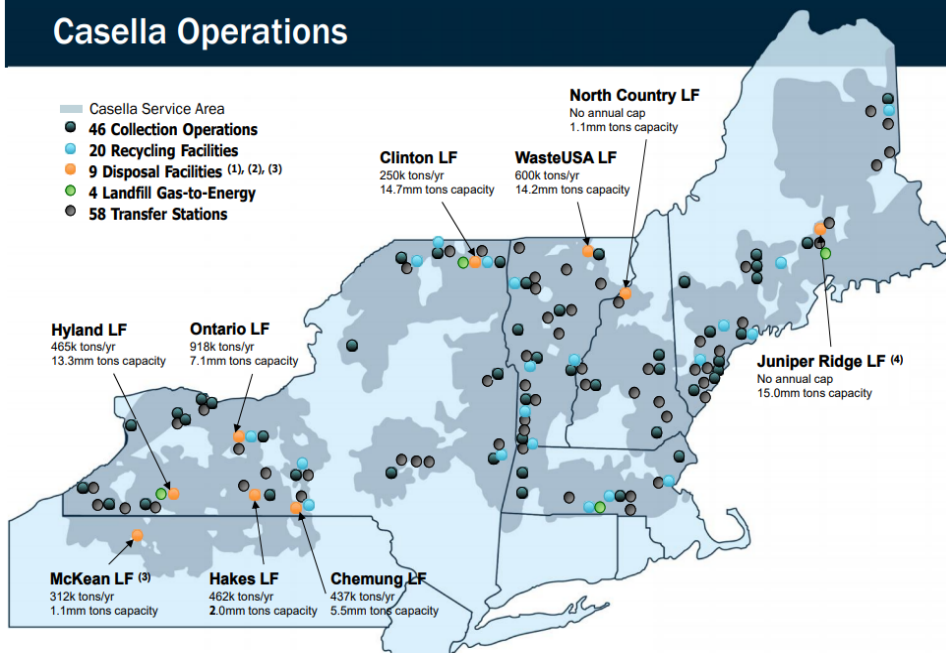 Casella Operations
Casella Service Area
46 Collection Operations
20 Recycling Facilities
9 Disposal Facilities (1), (2), (3)
4 Landfill Gas-to-Energy
58 Transfer Stations
North Country LF
No annual cap
1.1mm tons capacity
Clinton LF
250k tons/yr
14.7mm tons capacity
WasteUSA LF
600k tons/yr
14.2mm tons capacity
Hyland LF
465k tons/yr
13.3mm tons capacity
Ontario LF
918k tons/yr
7.1mm tons capacity
Juniper Ridge LF (4)
No annual cap
15.0mm tons capacity
McKean LF (3)
312k tons/yr
1.1mm tons capacity
Hakes LF
462k tons/yr
2.0mm tons capacity
Chemung LF
437k tons/yr
5.5mm tons capacity